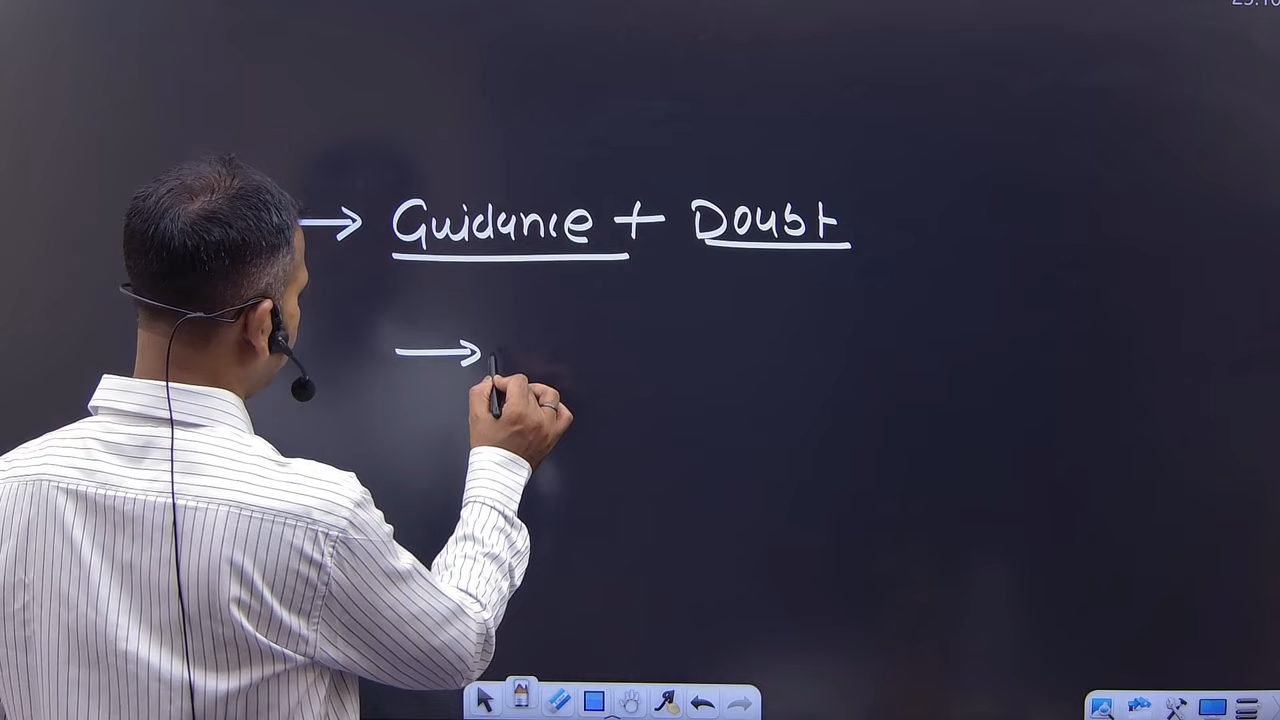 → Guidance + Doubt
→